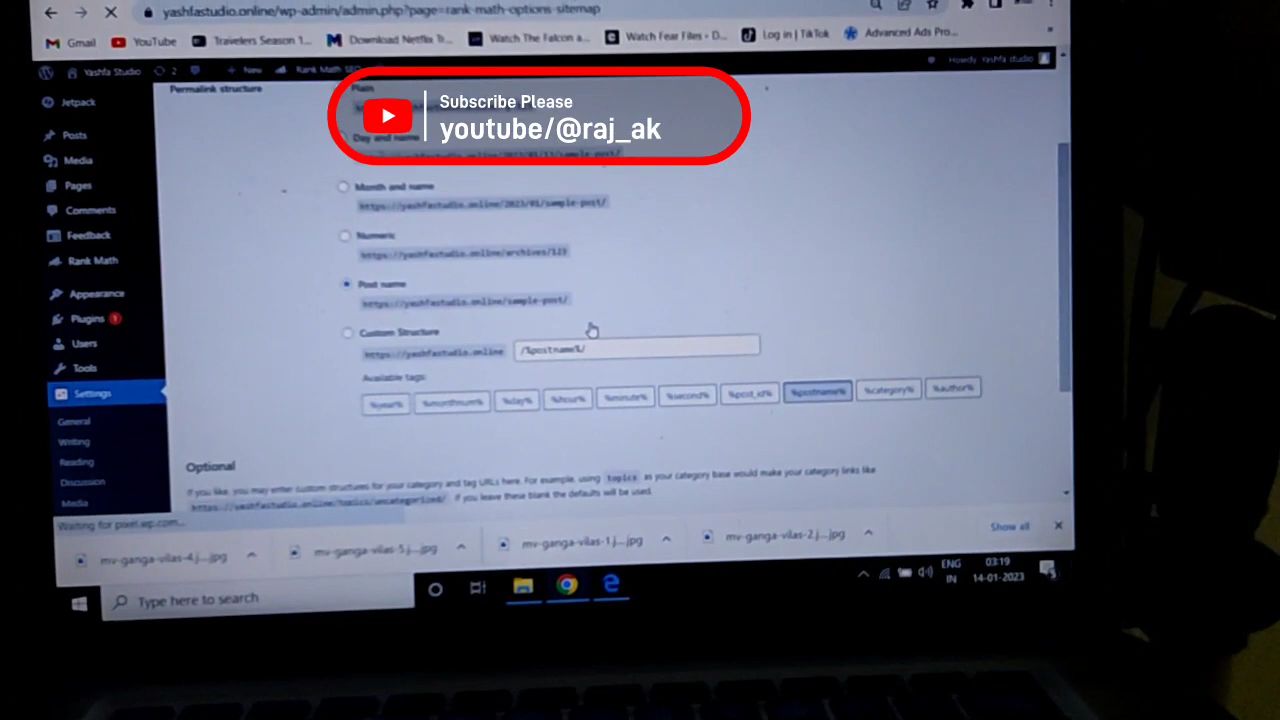 yashfastudio.online/wp-admin/admin.php?page=rank-math-options-sitemap
Gmail YouTube Travelers Season 1... Download Netflix Tr... Watch The Falcon a... Watch Fear Files - D... Log in | TikTok Advanced Ads Pro...
Yashfa Studio 2 New Rank Math SEO Howdy, Yashfa studio
Permalink structure
Plain
Subscribe Please
youtube/@raj_ak
Day and name
https://yashfastudio.online/2023/01/13/sample-post/
Month and name
https://yashfastudio.online/2023/01/sample-post/
Numeric
https://yashfastudio.online/archives/123
Post name
https://yashfastudio.online/sample-post/
Custom Structure
https://yashfastudio.online /%postname%/
Available tags:
%year% %monthnum% %day% %hour% %minute% %second% %post_id% %postname% %category% %author%
Optional
If you like, you may enter custom structures for your category and tag URLs here. For example, using topics as your category base would make your category links like
https://yashfastudio.online/topics/uncategorized/ . If you leave these blank the defaults will be used.
Jetpack
Posts
Media
Pages
Comments
Feedback
Rank Math
Appearance
Plugins 1
Users
Tools
Settings
General
Writing
Reading
Discussion
Media
Waiting for pixel.wp.com...
mv-ganga-vilas-4.j....jpg mv-ganga-vilas-5.j....jpg mv-ganga-vilas-1.j....jpg mv-ganga-vilas-2.j....jpg Show all
Type here to search
ENG
IN
03:19
14-01-2023